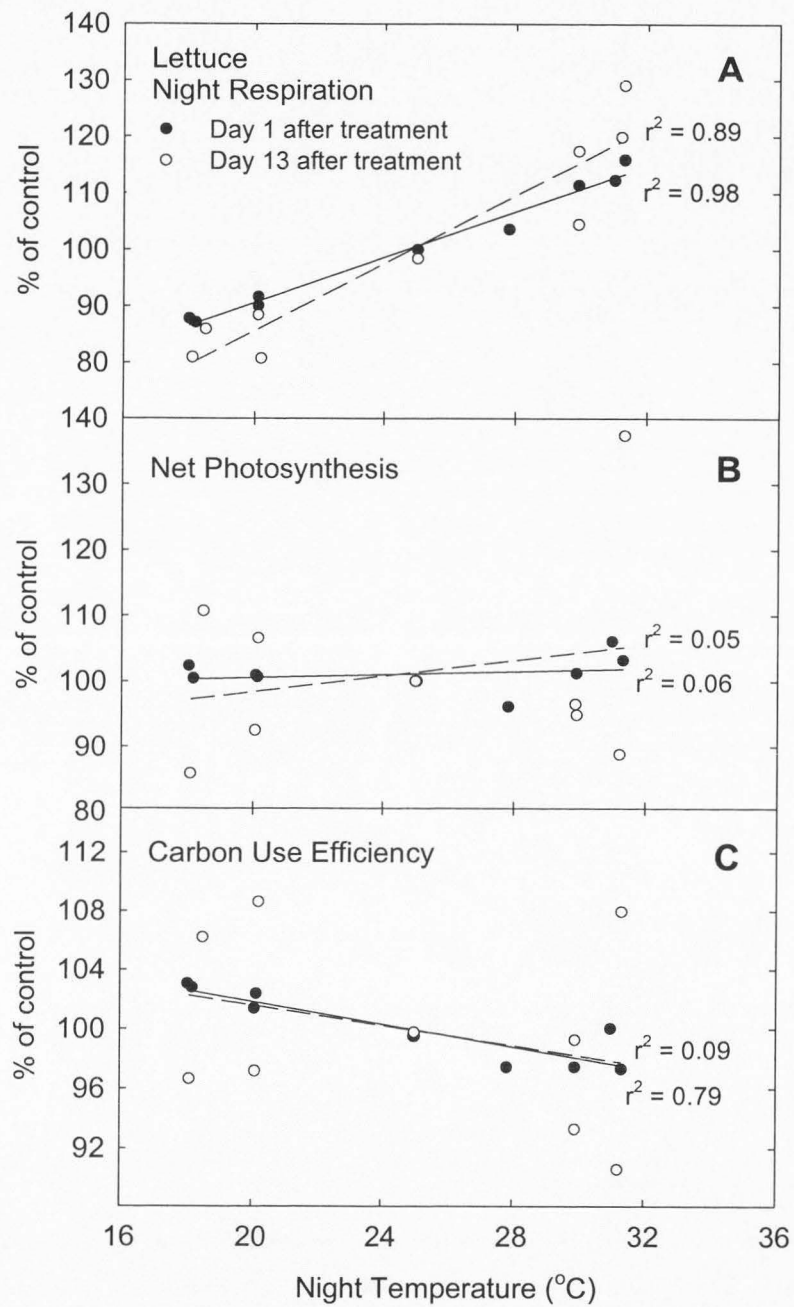 140
130
120
110
100
90
80
% of control
Lettuce
Night Respiration
● Day 1 after treatment
○ Day 13 after treatment
A
r² = 0.89
r² = 0.98
140
130
120
110
100
90
80
% of control
Net Photosynthesis
B
r² = 0.05
r² = 0.06
112
108
104
100
96
92
% of control
Carbon Use Efficiency
C
r² = 0.09
r² = 0.79
16 20 24 28 32 36
Night Temperature (°C)